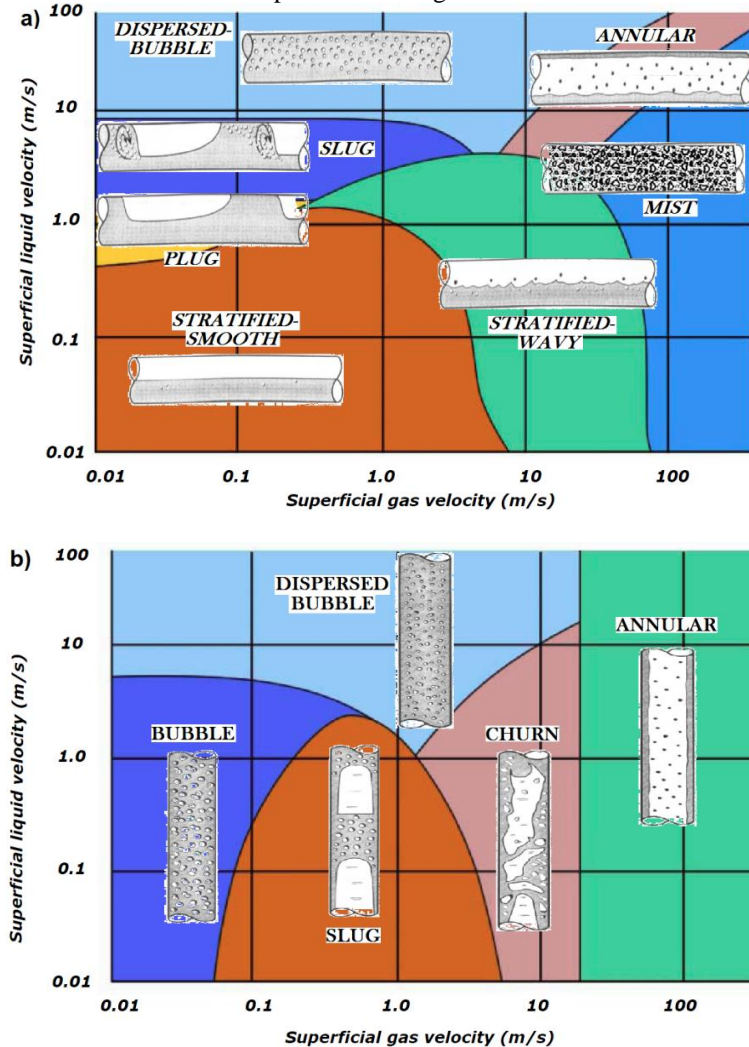 a)
100
10
1.0
0.1
0.01
Superficial liquid velocity (m/s)
DISPERSED-
BUBBLE
ANNULAR
SLUG
MIST
PLUG
STRATIFIED-
SMOOTH
STRATIFIED-
WAVY
0.01 0.1 1.0 10 100
Superficial gas velocity (m/s)
b)
100
10
1.0
0.1
0.01
Superficial liquid velocity (m/s)
DISPERSED
BUBBLE
ANNULAR
BUBBLE
CHURN
SLUG
0.01 0.1 1.0 10 100
Superficial gas velocity (m/s)